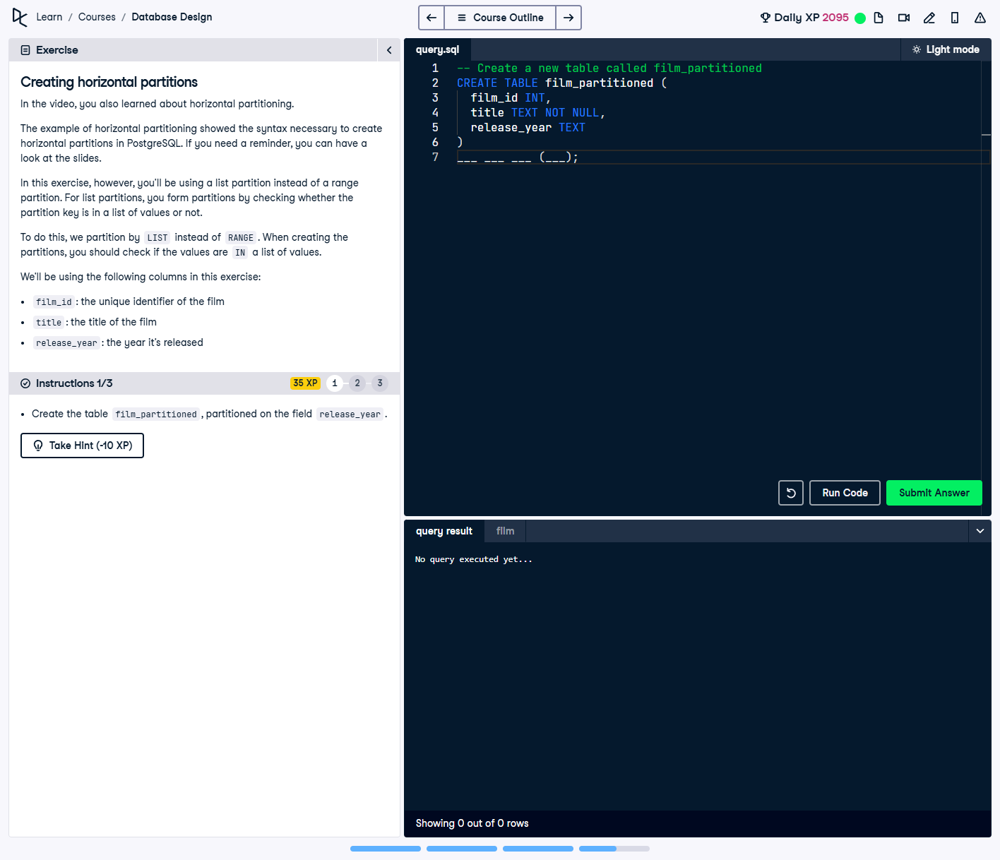 Learn / Courses / Database Design
Course Outline
Daily XP 2095
Exercise
Creating horizontal partitions
In the video, you also learned about horizontal partitioning.
The example of horizontal partitioning showed the syntax necessary to create
horizontal partitions in PostgreSQL. If you need a reminder, you can have a
look at the slides.
In this exercise, however, you'll be using a list partition instead of a range
partition. For list partitions, you form partitions by checking whether the
partition key is in a list of values or not.
To do this, we partition by LIST instead of RANGE. When creating the
partitions, you should check if the values are IN a list of values.
We'll be using the following columns in this exercise:
• film_id: the unique identifier of the film
• title: the title of the film
• release_year: the year it's released
Instructions 1/3
35 XP 1 2 3
• Create the table film_partitioned, partitioned on the field release_year.
Take Hint (-10 XP)
query.sql
Light mode
1 -- Create a new table called film_partitioned
2 CREATE TABLE film_partitioned (
3 film_id INT,
4 title TEXT NOT NULL,
5 release_year TEXT
6 )
7 ___ ___ ___ (___);
Run Code
Submit Answer
query result
film
No query executed yet...
Showing 0 out of 0 rows